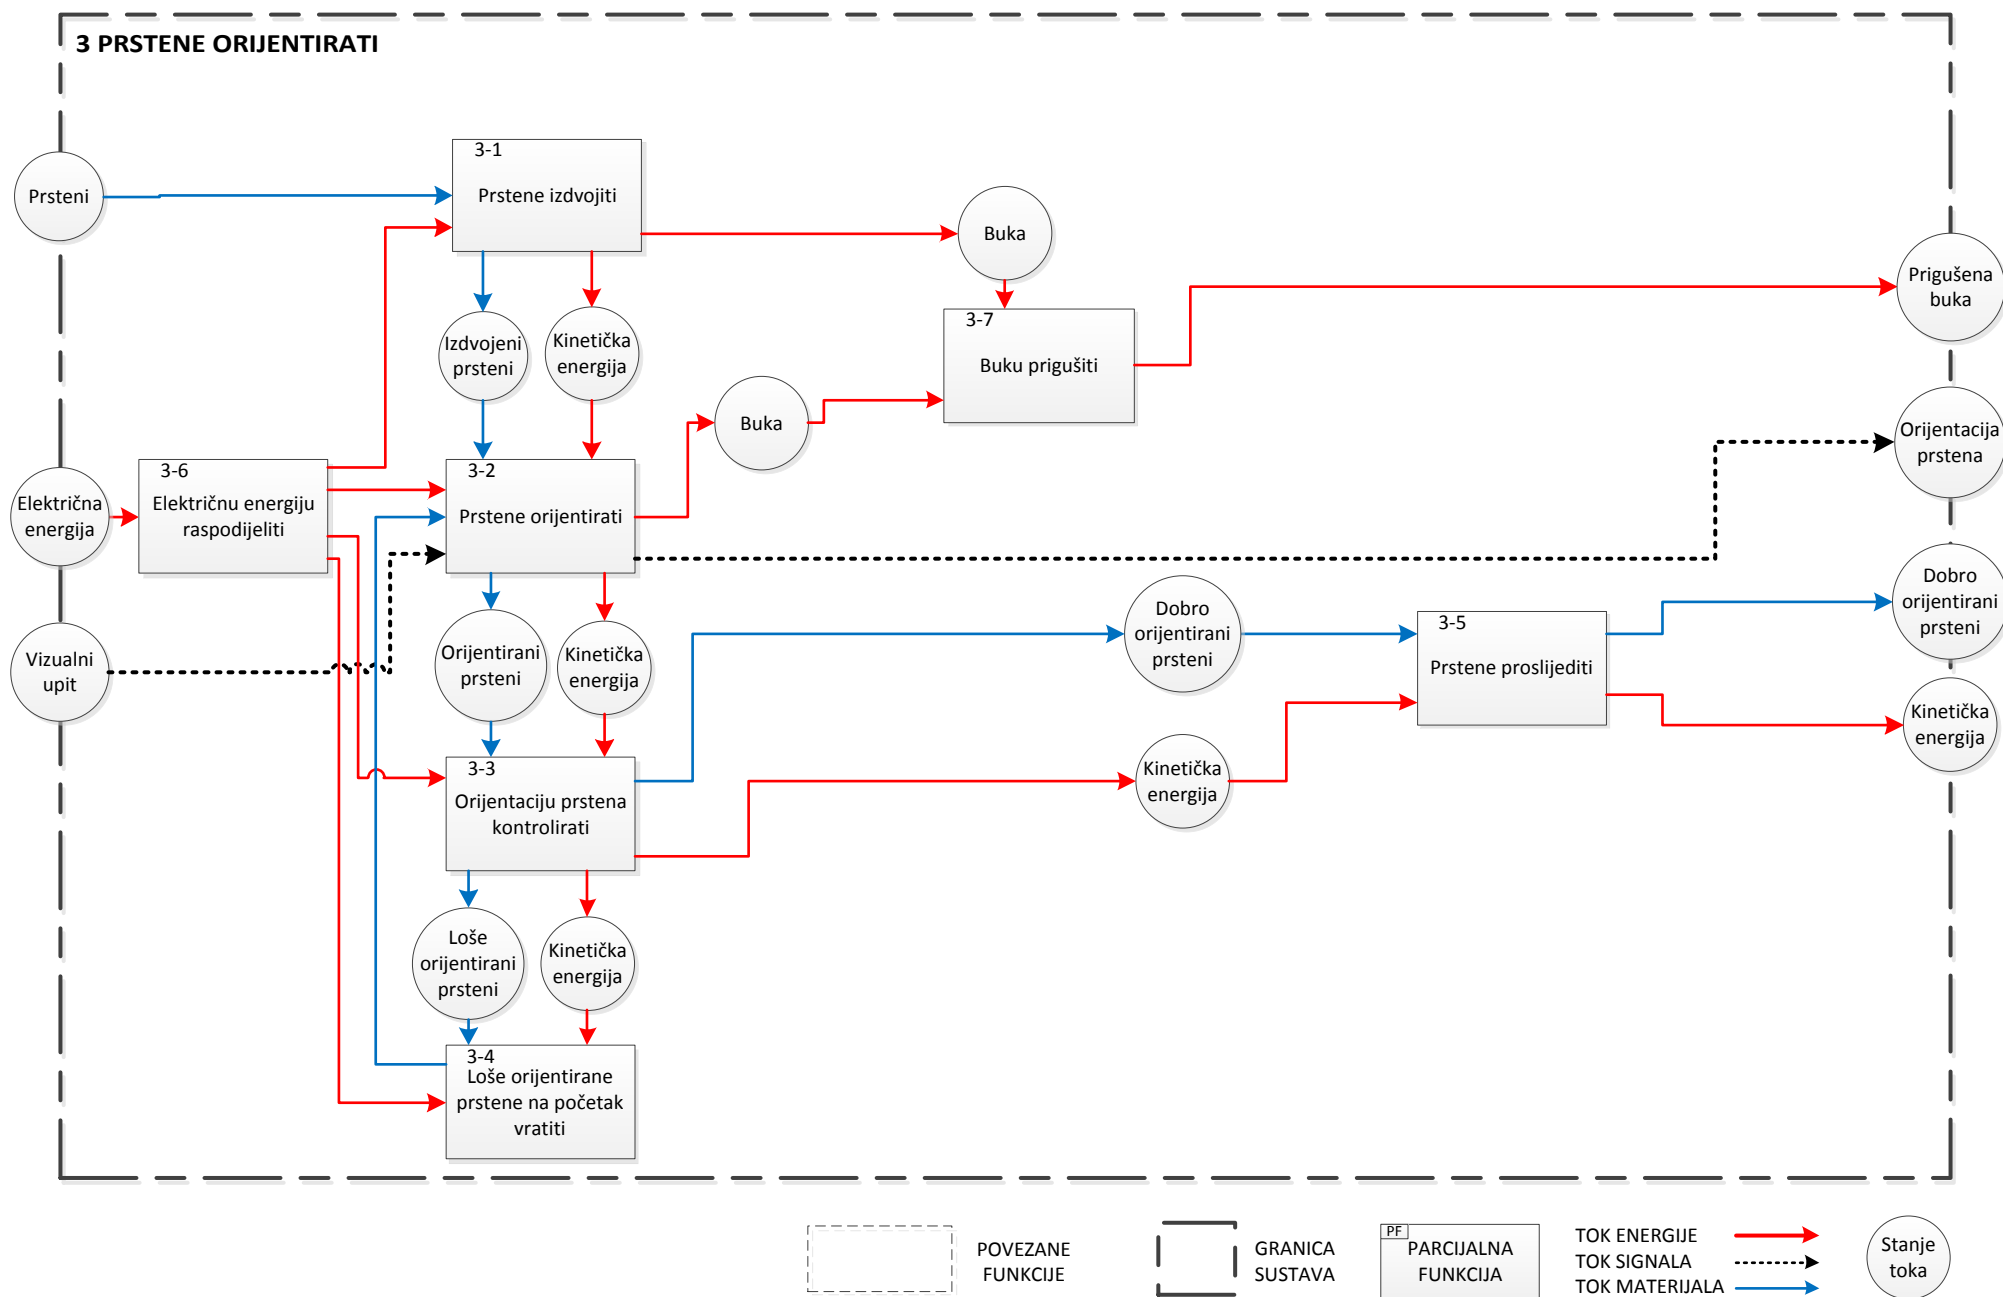 3 PRSTENE ORIJENTIRATI
Prsteni
3-1
Prstene izdvojiti
Buka
Prigušena
buka
Izdvojeni
prsteni
Kinetička
energija
3-7
Buku prigušiti
Buka
Orijentacija
prstena
Električna
energija
3-6
Električnu energiju
raspodijeliti
3-2
Prstene orijentirati
Vizualni
upit
Orijentirani
prsteni
Kinetička
energija
Dobro
orijentirani
prsteni
3-5
Prstene proslijediti
Dobro
orijentirani
prsteni
Kinetička
energija
3-3
Orijentaciju prstena
kontrolirati
Kinetička
energija
Loše
orijentirani
prsteni
Kinetička
energija
3-4
Loše orijentirane
prstene na početak
vratiti
POVEZANE
FUNKCIJE
GRANICA
SUSTAVA
PF
PARCIJALNA
FUNKCIJA
TOK ENERGIJE
TOK SIGNALA
TOK MATERIJALA
Stanje
toka